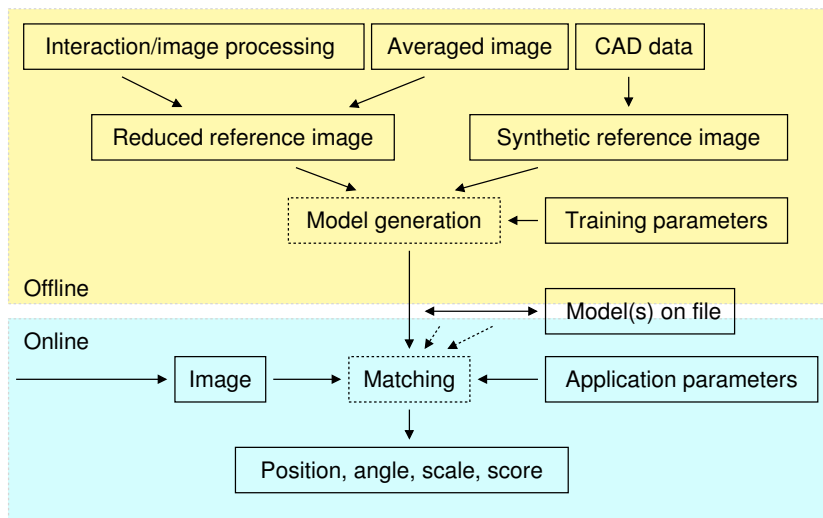 Interaction/image processing
Averaged image
CAD data
Reduced reference image
Synthetic reference image
Model generation
Training parameters
Offline
Model(s) on file
Online
Image
Matching
Application parameters
Position, angle, scale, score